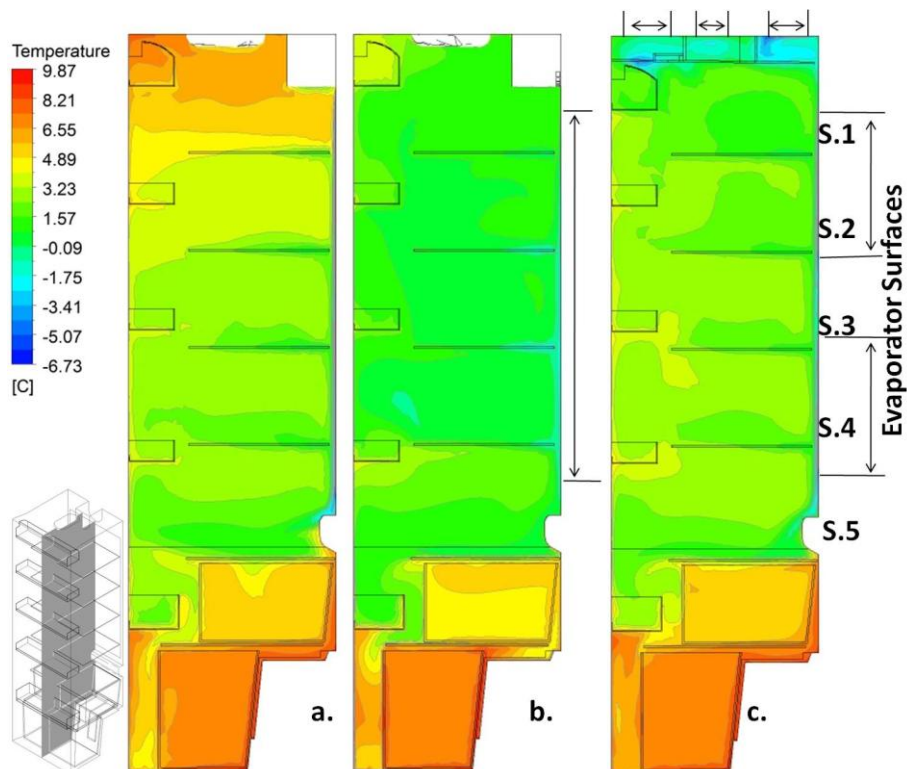 Temperature
9.87
8.21
6.55
4.89
3.23
1.57
-0.09
-1.75
-3.41
-5.07
-6.73
[C]
S.1
S.2
S.3
S.4
S.5
Evaporator Surfaces
a.
b.
c.